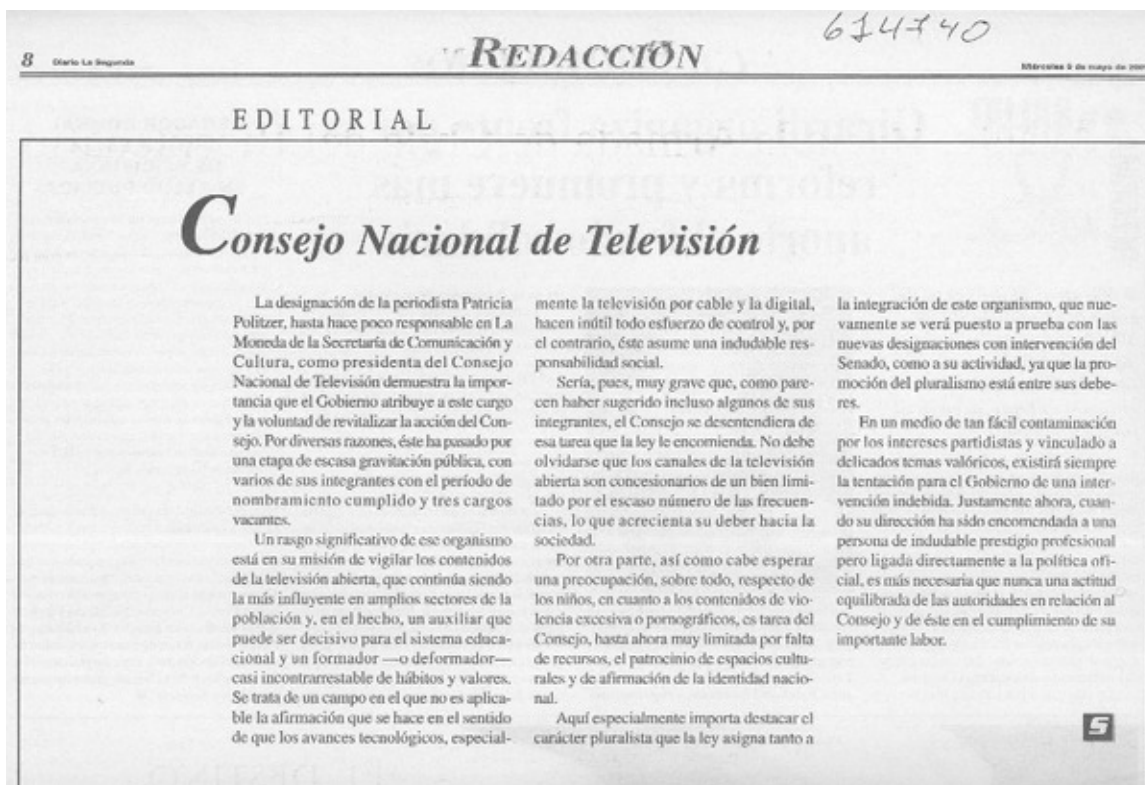 614740
8 Diario La Segunda
REDACCIÓN
Miércoles 9 de mayo de 200
EDITORIAL
Consejo Nacional de Televisión
La designación de la periodista Patricia
Politzer, hasta hace poco responsable en La
Moneda de la Secretaría de Comunicación y
Cultura, como presidenta del Consejo
Nacional de Televisión demuestra la impor-
tancia que el Gobierno atribuye a este cargo
y la voluntad de revitalizar la acción del Con-
sejo. Por diversas razones, éste ha pasado por
una etapa de escasa gravitación pública, con
varios de sus integrantes con el período de
nombramiento cumplido y tres cargos
vacantes.
Un rasgo significativo de ese organismo
está en su misión de vigilar los contenidos
de la televisión abierta, que continúa siendo
la más influyente en amplios sectores de la
población y, en el hecho, un auxiliar que
puede ser decisivo para el sistema educa-
cional y un formador —o deformador—
casi incontrarrestable de hábitos y valores.
Se trata de un campo en el que no es aplica-
ble la afirmación que se hace en el sentido
de que los avances tecnológicos, especial-
mente la televisión por cable y la digital,
hacen inútil todo esfuerzo de control y, por
el contrario, éste asume una indudable res-
ponsabilidad social.
Sería, pues, muy grave que, como pare-
cen haber sugerido incluso algunos de sus
integrantes, el Consejo se desentendiera de
esa tarea que la ley le encomienda. No debe
olvidarse que los canales de la televisión
abierta son concesionarios de un bien limi-
tado por el escaso número de las frecuen-
cias, lo que acrecienta su deber hacia la
sociedad.
Por otra parte, así como cabe esperar
una preocupación, sobre todo, respecto de
los niños, en cuanto a los contenidos de vio-
lencia excesiva o pornográficos, es tarea del
Consejo, hasta ahora muy limitada por falta
de recursos, el patrocinio de espacios cultu-
rales y de afirmación de la identidad nacio-
nal.
Aquí especialmente importa destacar el
carácter pluralista que la ley asigna tanto a
la integración de este organismo, que nue-
vamente se verá puesto a prueba con las
nuevas designaciones con intervención del
Senado, como a su actividad, ya que la pro-
moción del pluralismo está entre sus debe-
res.
En un medio de tan fácil contaminación
por los intereses partidistas y vinculado a
delicados temas valóricos, existirá siempre
la tentación para el Gobierno de una inter-
vención indebida. Justamente ahora, cuan-
do su dirección ha sido encomendada a una
persona de indudable prestigio profesional
pero ligada directamente a la política ofi-
cial, es más necesaria que nunca una actitud
equilibrada de las autoridades en relación al
Consejo y de éste en el cumplimiento de su
importante labor.
S